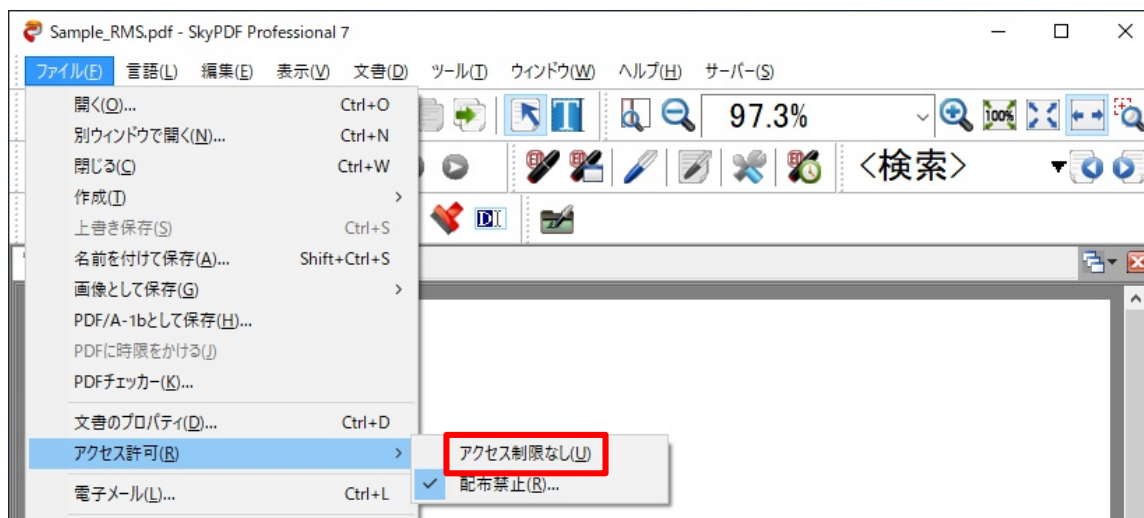 Sample_RMS.pdf - SkyPDF Professional 7
ファイル(F) 言語(L) 編集(E) 表示(V) 文書(D) ツール(T) ウィンドウ(W) ヘルプ(H) サーバー(S)
開く(O)... Ctrl+O
97.3%
100%
別ウィンドウで開く(N)... Ctrl+N
閉じる(C) Ctrl+W
<検索>
作成(T)
上書き保存(S) Ctrl+S
名前を付けて保存(A)... Shift+Ctrl+S
画像として保存(G)
PDF/A-1bとして保存(H)...
PDFに時限をかける(J)
PDFチェッカー(K)...
文書のプロパティ(D)... Ctrl+D
アクセス許可(R)
アクセス制限なし(U)
配布禁止(R)...
電子メール(L)... Ctrl+L